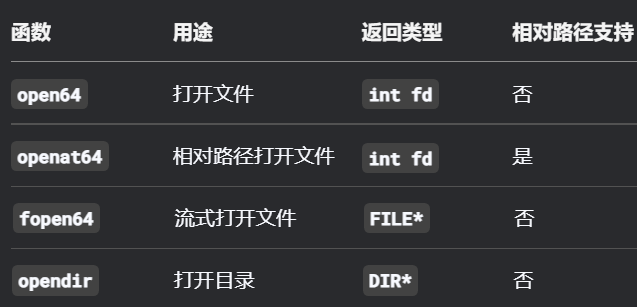 函数 用途 返回类型 相对路径支持
open64 打开文件 int fd 否
openat64 相对路径打开文件 int fd 是
fopen64 流式打开文件 FILE* 否
opendir 打开目录 DIR* 否